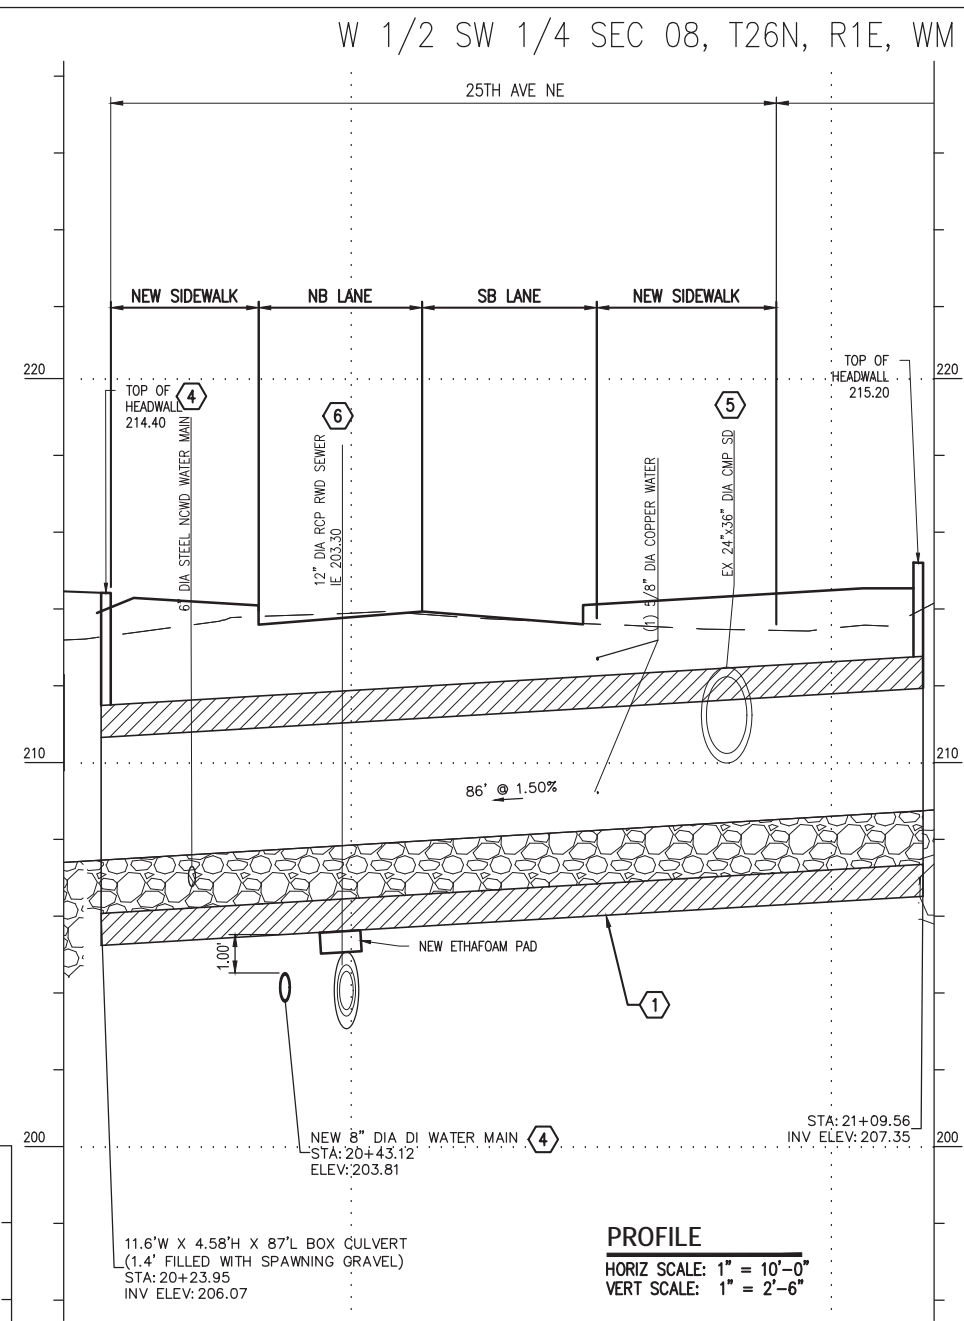 W 1/2 SW 1/4 SEC 08, T26N, R1E, WM
25TH AVE NE
NEW SIDEWALK
NB LANE
SB LANE
NEW SIDEWALK
220
220
TOP OF
HEADWALL
214.40
4
6
5
TOP OF
HEADWALL
215.20
6" DIA STEEL NCWD WATER MAIN
12" DIA RCP RWD SEWER
IE 203.30
(1) 5/8" DIA COPPER WATER
EX 24"x36" DIA CMP SD
210
210
86' @ 1.50%
1.00'
NEW ETHAFOAM PAD
1
200
200
NEW 8" DIA DI WATER MAIN 4
STA: 20+43.12
ELEV: 203.81
STA: 21+09.56
INV ELEV: 207.35
11.6'W X 4.58'H X 87'L BOX CULVERT
(1.4' FILLED WITH SPAWNING GRAVEL)
STA: 20+23.95
INV ELEV: 206.07
PROFILE
HORIZ SCALE: 1" = 10'-0"
VERT SCALE: 1" = 2'-6"